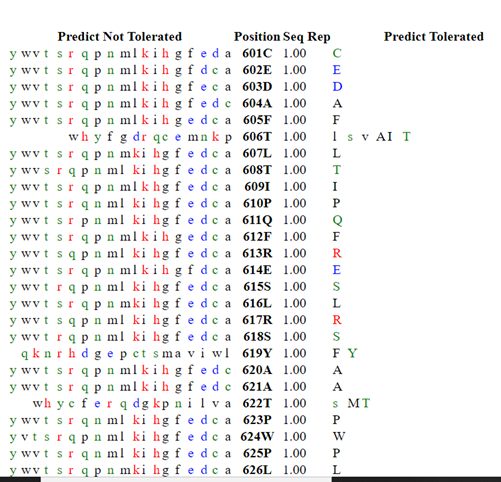 Predict Not Tolerated Position Seq Rep Predict Tolerated
y w v t s r q p n m l k i h g f e d a 601C 1.00 C
y w v t s r q p n m l k i h g f d c a 602E 1.00 E
y w v t s r q p n m l k i h g f e c a 603D 1.00 D
y w v t s r q p n m l k i h g f e d c 604A 1.00 A
y w v t s r q p n m l k i h g e d c a 605F 1.00 F
w h y f g d r q c e m n k p 606T 1.00 l s v A I T
y w v t s r q p n m k i h g f e d c a 607L 1.00 L
y w v s r q p n m l k i h g f e d c a 608T 1.00 T
y w v t s r q p n m l k h g f e d c a 609I 1.00 I
y w v t s r q n m l k i h g f e d c a 610P 1.00 P
y w v t s r p n m l k i h g f e d c a 611Q 1.00 Q
y w v t s r q p n m l k i h g e d c a 612F 1.00 F
y w v t s q p n m l k i h g f e d c a 613R 1.00 R
y w v t s r q p n m l k i h g f d c a 614E 1.00 E
y w v t r q p n m l k i h g f e d c a 615S 1.00 S
y w v t s r q p n m k i h g f e d c a 616L 1.00 L
y w v t s q p n m l k i h g f e d c a 617R 1.00 R
y w v t r q p n m l k i h g f e d c a 618S 1.00 S
q k n r h d g e p c t s m a v i w l 619Y 1.00 F Y
y w v t s r q p n m l k i h g f e d c 620A 1.00 A
y w v t s r q p n m l k i h g f e d c 621A 1.00 A
w h y c f e r q d g k p n i l v a 622T 1.00 s M T
y w v t s r q n m l k i h g f e d c a 623P 1.00 P
y v t s r q p n m l k i h g f e d c a 624W 1.00 W
y w v t s r q n m l k i h g f e d c a 625P 1.00 P
y w v t s r q p n m k i h g f e d c a 626L 1.00 L